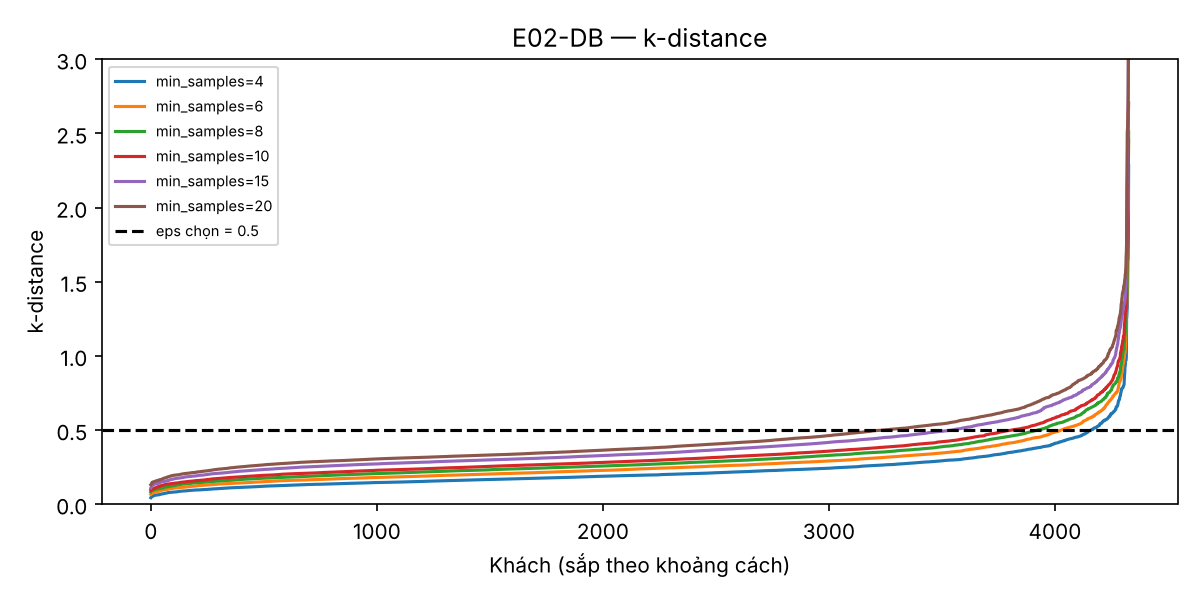 E02-DB — k-distance
3.0
2.5
2.0
1.5
1.0
0.5
0.0
k-distance
min_samples=4
min_samples=6
min_samples=8
min_samples=10
min_samples=15
min_samples=20
eps chọn = 0.5
0
1000
2000
3000
4000
Khách (sắp theo khoảng cách)